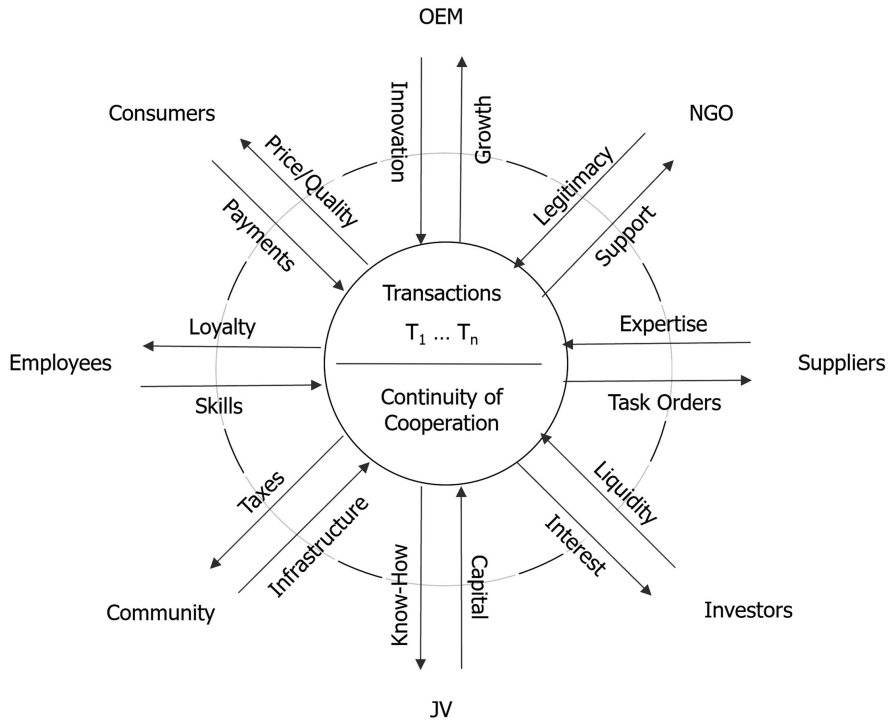 OEM
Consumers
NGO
Innovation
Growth
Price/Quality
Payments
Legitimacy
Support
Transactions
T1 ... Tn
Continuity of
Cooperation
Loyalty
Employees
Skills
Expertise
Suppliers
Task Orders
Taxes
Infrastructure
Community
Know-How
Capital
JV
Liquidity
Interest
Investors